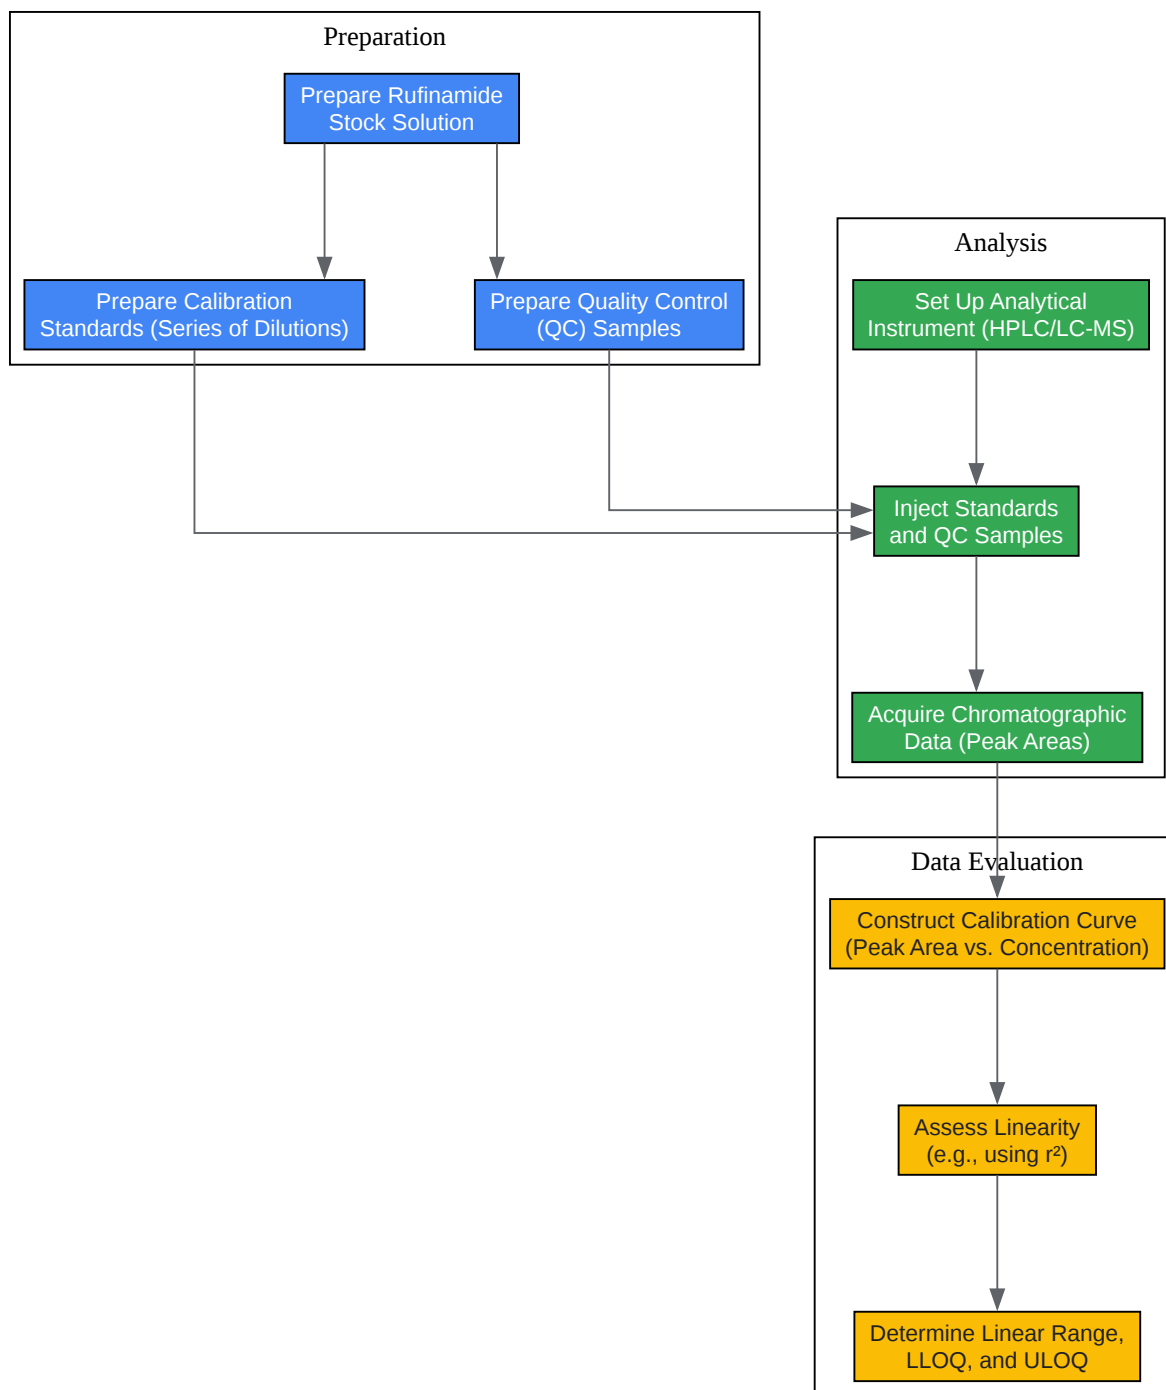 Preparation
Prepare Rufinamide
Stock Solution
Prepare Calibration
Standards (Series of Dilutions)
Prepare Quality Control
(QC) Samples
Analysis
Set Up Analytical
Instrument (HPLC/LC-MS)
Inject Standards
and QC Samples
Acquire Chromatographic
Data (Peak Areas)
Data Evaluation
Construct Calibration Curve
(Peak Area vs. Concentration)
Assess Linearity
(e.g., using r²)
Determine Linear Range,
LLOQ, and ULOQ